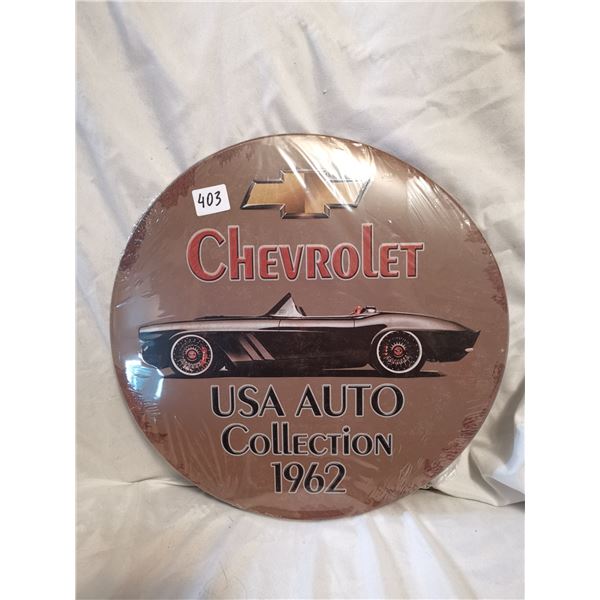 403
CHEVROLET
USA AUTO
COLLECTION
1962